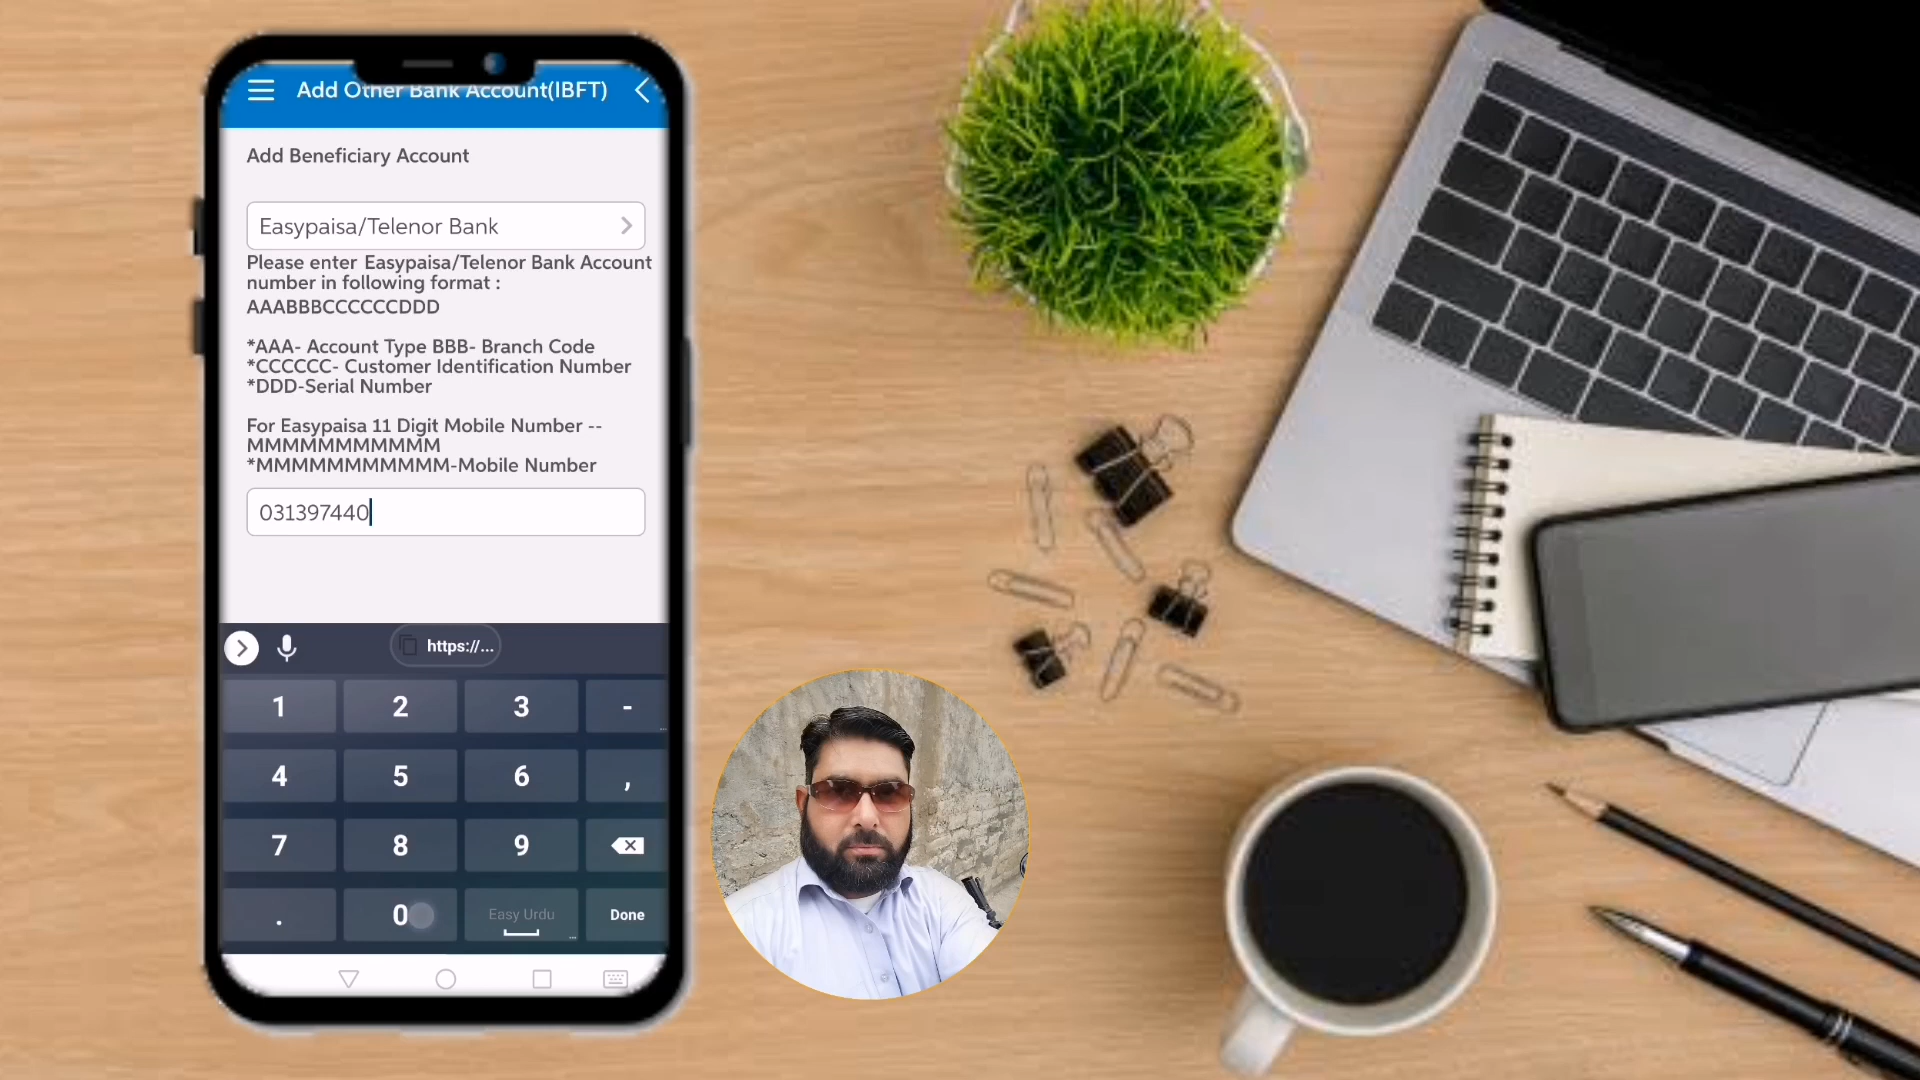 Add Other Bank Account(IBFT)
Add Beneficiary Account
Easypaisa/Telenor Bank
Please enter Easypaisa/Telenor Bank Account
number in following format :
AAABBBCCCCCCDDD
*AAA- Account Type BBB- Branch Code
*CCCCCC- Customer Identification Number
*DDD-Serial Number
For Easypaisa 11 Digit Mobile Number --
MMMMMMMMMMM
*MMMMMMMMMMM-Mobile Number
031397440
https://...
1 2 3 -
4 5 6 ,
7 8 9
. 0 Easy Urdu Done